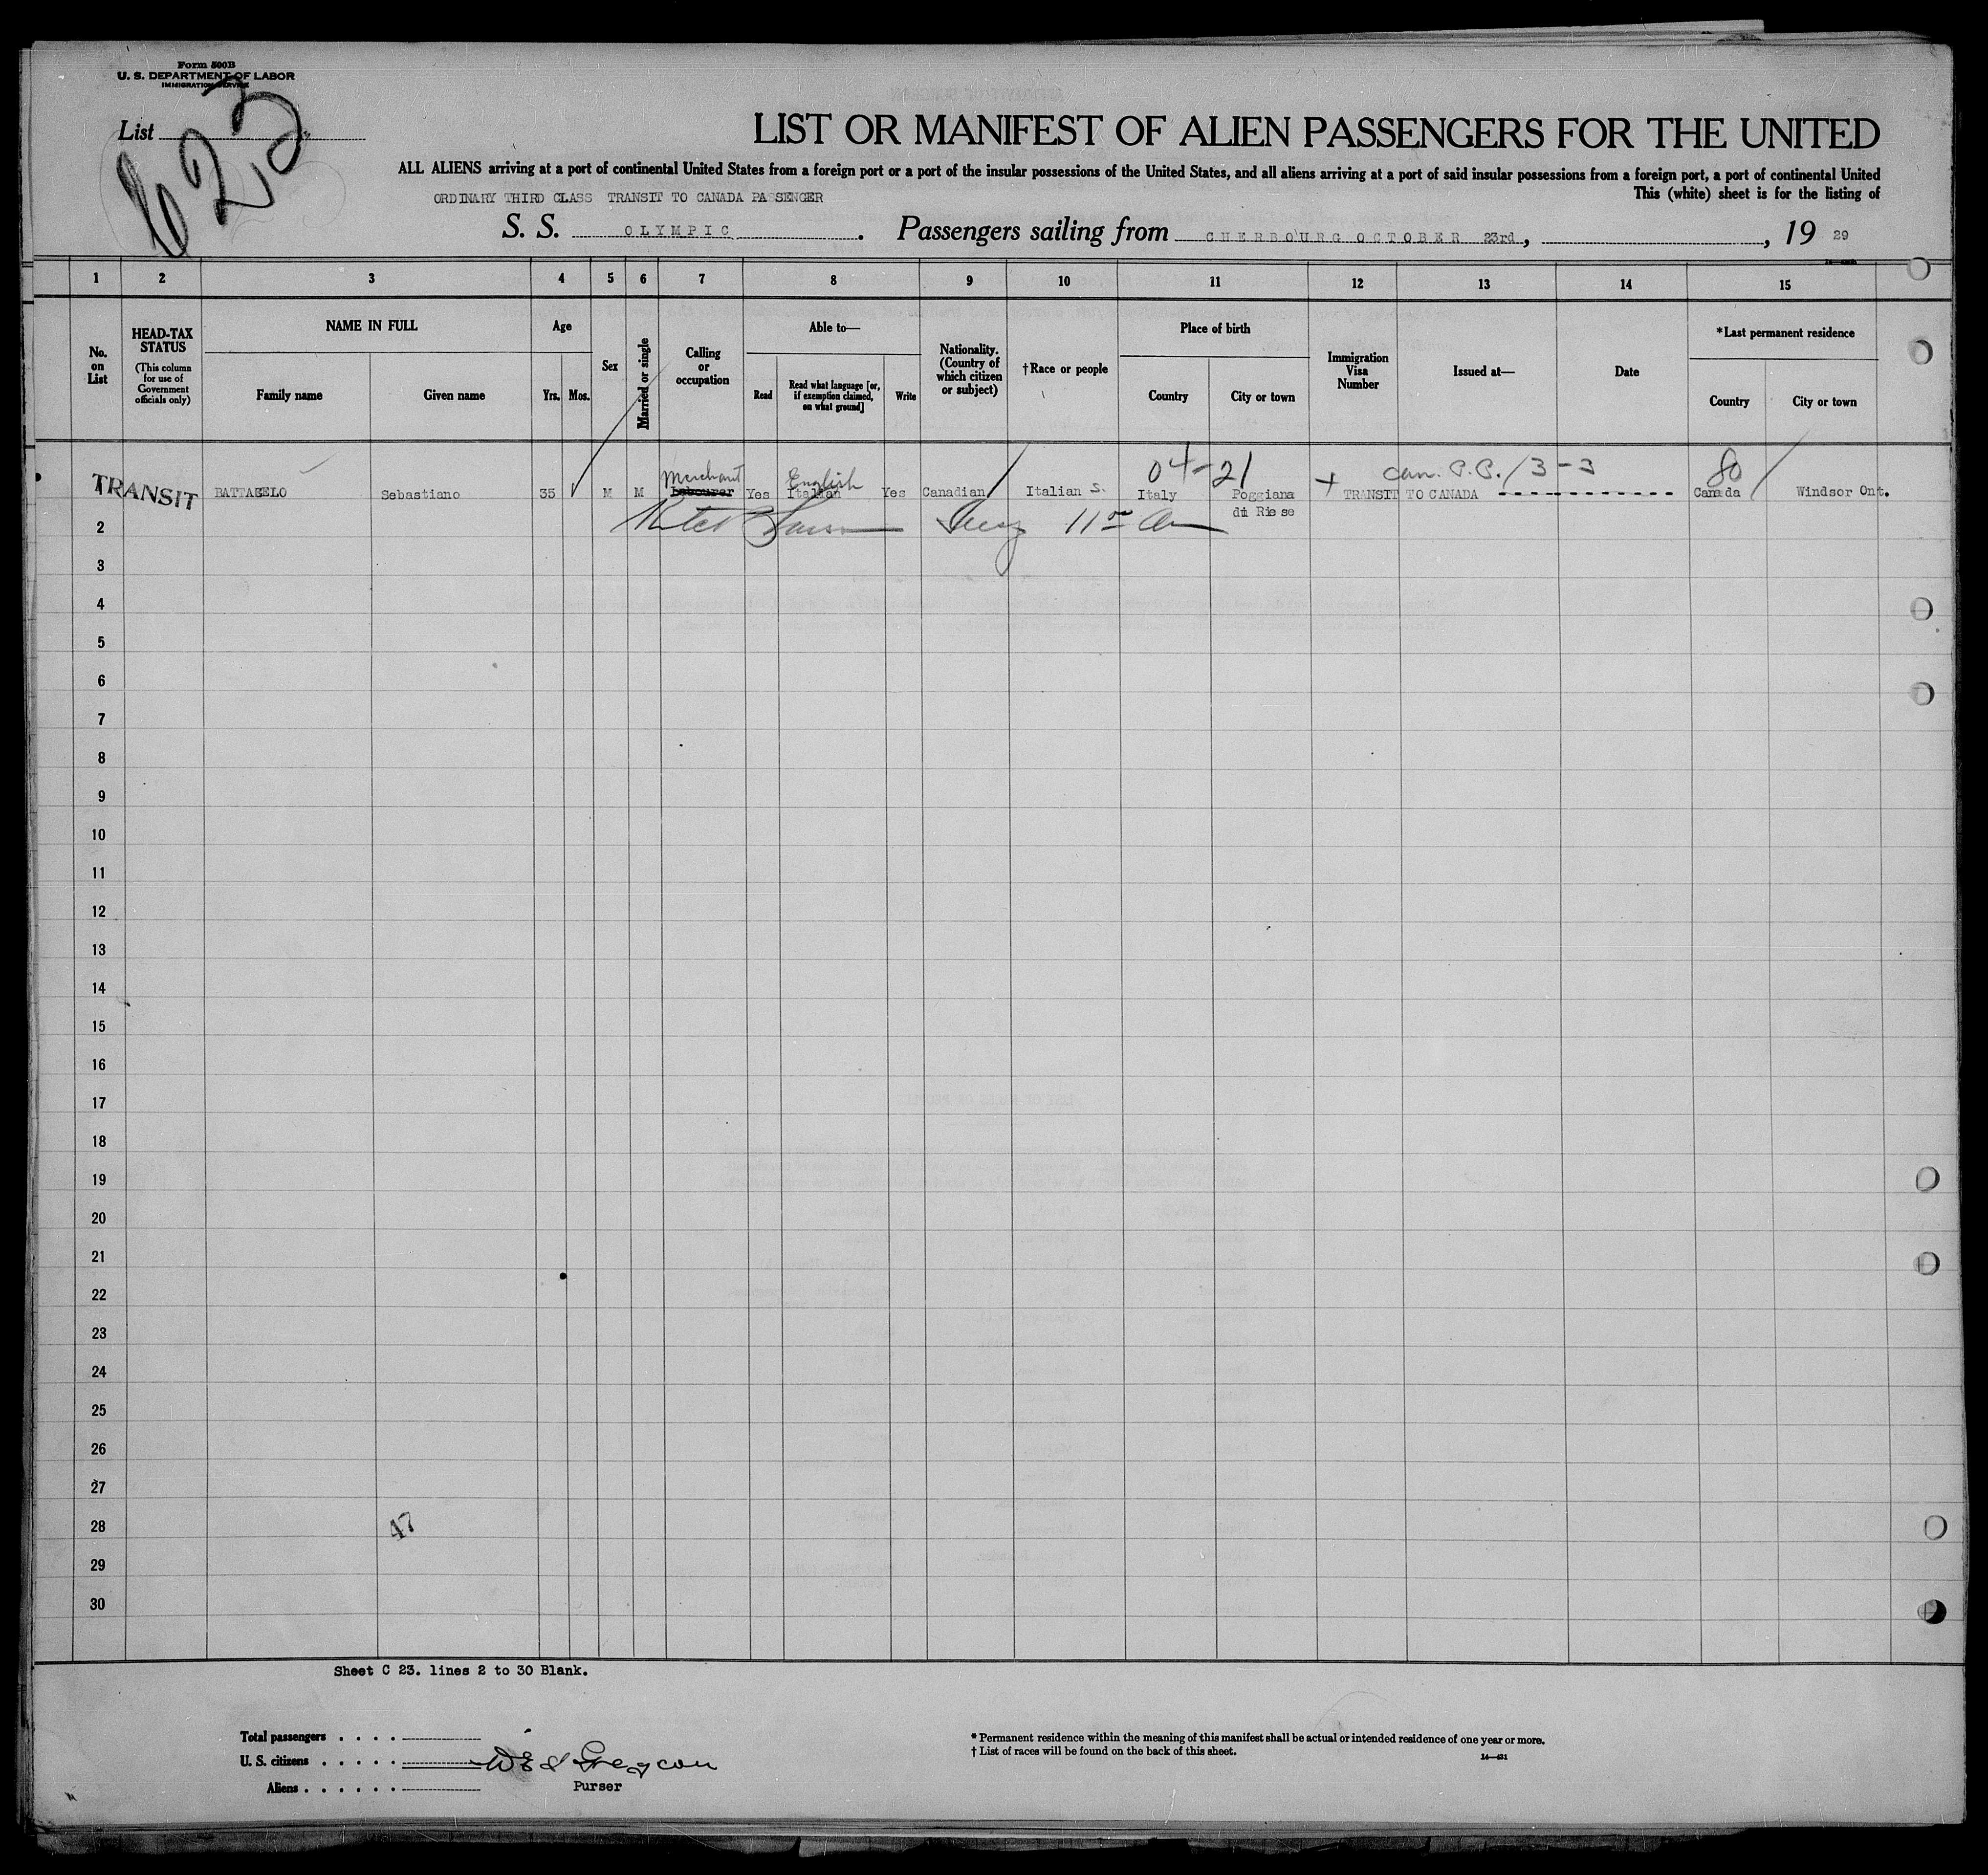 Form 500B
U. S. DEPARTMENT OF LABOR
IMMIGRATION SERVICE
List
C 23
LIST OR MANIFEST OF ALIEN PASSENGERS FOR THE UNITED
ALL ALIENS arriving at a port of continental United States from a foreign port or a port of the insular possessions of the United States, and all aliens arriving at a port of said insular possessions from a foreign port, a port of continental United
This (white) sheet is for the listing of
ORDINARY THIRD CLASS TRANSIT TO CANADA PASSENGER
S. S. OLYMPIC. Passengers sailing from CHERBOURG OCTOBER 23rd, , 19 29
1 2 3 4 5 6 7 8 9 10 11 12 13 14 15
No. on List
HEAD-TAX STATUS
(This column for use of Government officials only)
NAME IN FULL
Family name
Given name
Age
Yrs.
Mos.
Sex
Married or single
Calling or occupation
Able to—
Read
Read what language [or, if exemption claimed, on what ground]
Write
Nationality. (Country of which citizen or subject)
†Race or people
Place of birth
Country
City or town
Immigration Visa Number
Issued at—
Date
*Last permanent residence
Country
City or town
Merchant English 04-21 Can. P.P. / 3-3 80
1 TRANSIT BATTAGELO Sebastiano 35 M M Labourer Yes Italian Yes Canadian Italian S. Italy Poggiana TRANSIT TO CANADA Canada Windsor Ont.
di Riese
2
11 00 Am
3
4
5
6
7
8
9
10
11
12
13
14
15
16
17
18
19
20
21
22
23
24
25
26
27
28
47
29
30
Sheet C 23. lines 2 to 30 Blank.
Total passengers . . . .
U. S. citizens . . . . .
Aliens . . . . . .
Purser
* Permanent residence within the meaning of this manifest shall be actual or intended residence of one year or more.
† List of races will be found on the back of this sheet.
14—421